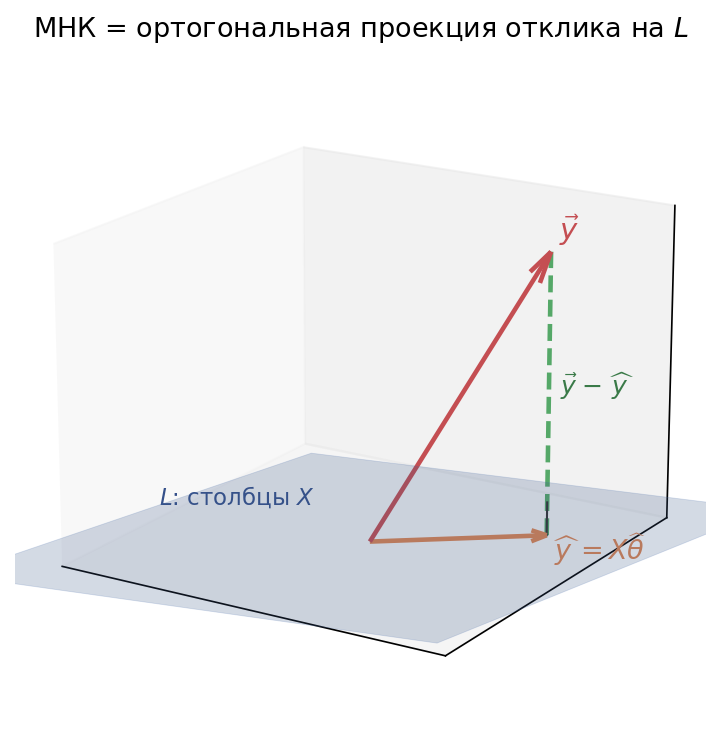 МНК = ортогональная проекция отклика на L
y⃗
y⃗ − ŷ
L: столбцы X
ŷ = Xθ̂